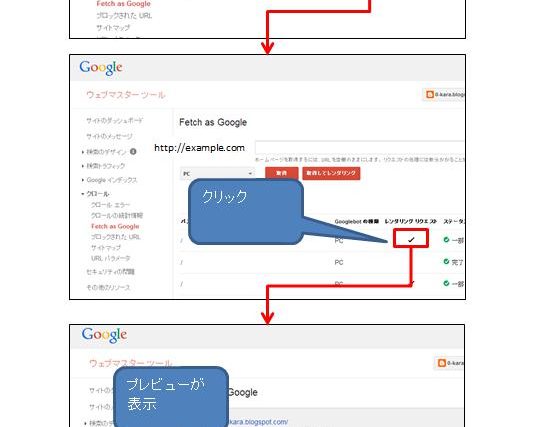 Fetch as Google
ブロックされた URL
サイトマップ
Google
ウェブマスター ツール
0-kara.blogs
サイトのダッシュボード
Fetch as Google
サイトのメッセージ
検索のデザイン
http://example.com
検索トラフィック
ホームページを取得するには、URL を空欄のままにします。リクエストの処理には数分かかること
Google インデックス
PC
取得
取得してレンダリング
クロール
クリック
クロール エラー
クロールの統計情報
Googlebot の種類
レンダリング リクエスト
ステータ
Fetch as Google
ブロックされた URL
/
PC
一部
サイトマップ
URL パラメータ
/
PC
完了
セキュリティの問題
その他のリソース
/
PC
一部
Google
ウェブマスター ツール
0-kara.
プレビューが
表示
サイトの
Google
サイトの
kara.blogspot.com/
検索の